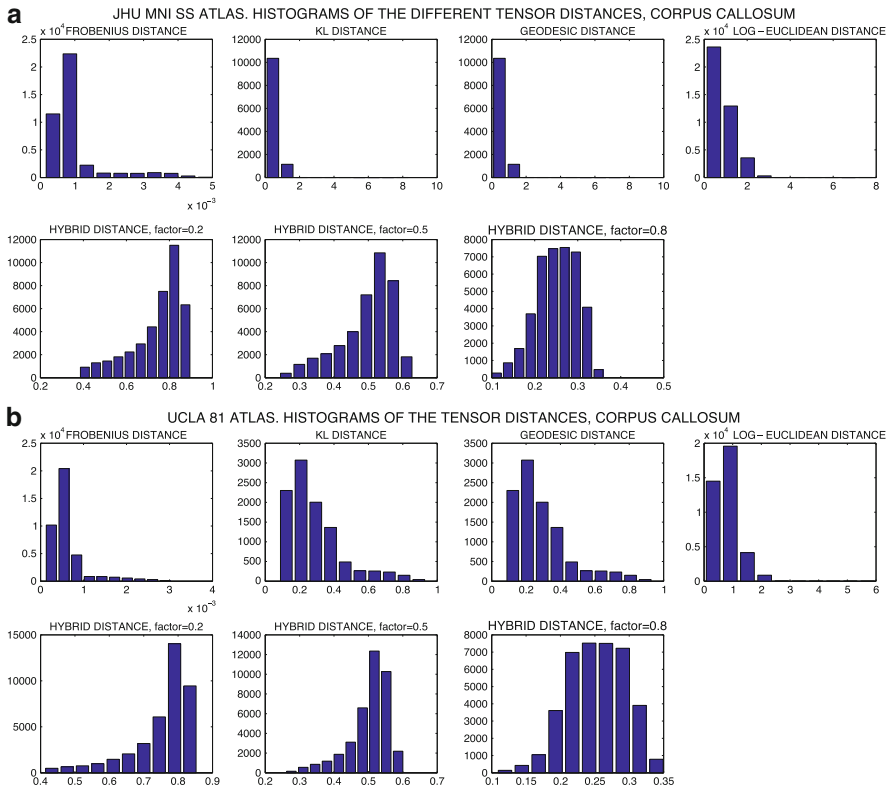 a
JHU MNI SS ATLAS. HISTOGRAMS OF THE DIFFERENT TENSOR DISTANCES, CORPUS CALLOSUM
x 10⁴ FROBENIUS DISTANCE
2.5
2
1.5
1
0.5
0
0 1 2 3 4 5
x 10⁻³
KL DISTANCE
12000
10000
8000
6000
4000
2000
0
0 2 4 6 8 10
GEODESIC DISTANCE
12000
10000
8000
6000
4000
2000
0
0 2 4 6 8 10
x 10⁴ LOG−EUCLIDEAN DISTANCE
2.5
2
1.5
1
0.5
0
0 2 4 6 8
HYBRID DISTANCE, factor=0.2
12000
10000
8000
6000
4000
2000
0
0.2 0.4 0.6 0.8 1
HYBRID DISTANCE, factor=0.5
12000
10000
8000
6000
4000
2000
0
0.2 0.3 0.4 0.5 0.6 0.7
HYBRID DISTANCE, factor=0.8
8000
7000
6000
5000
4000
3000
2000
1000
0
0.1 0.2 0.3 0.4 0.5
b
UCLA 81 ATLAS. HISTOGRAMS OF THE TENSOR DISTANCES, CORPUS CALLOSUM
x 10⁴ FROBENIUS DISTANCE
2.5
2
1.5
1
0.5
0
0 1 2 3 4
x 10⁻³
KL DISTANCE
3500
3000
2500
2000
1500
1000
500
0
0 0.2 0.4 0.6 0.8 1
GEODESIC DISTANCE
3500
3000
2500
2000
1500
1000
500
0
0 0.2 0.4 0.6 0.8 1
x 10⁴ LOG−EUCLIDEAN DISTANCE
2
1.5
1
0.5
0
0 1 2 3 4 5 6
HYBRID DISTANCE, factor=0.2
15000
10000
5000
0
0.4 0.5 0.6 0.7 0.8 0.9
HYBRID DISTANCE, factor=0.5
14000
12000
10000
8000
6000
4000
2000
0
0.2 0.3 0.4 0.5 0.6 0.7
HYBRID DISTANCE, factor=0.8
8000
7000
6000
5000
4000
3000
2000
1000
0
0.1 0.15 0.2 0.25 0.3 0.35